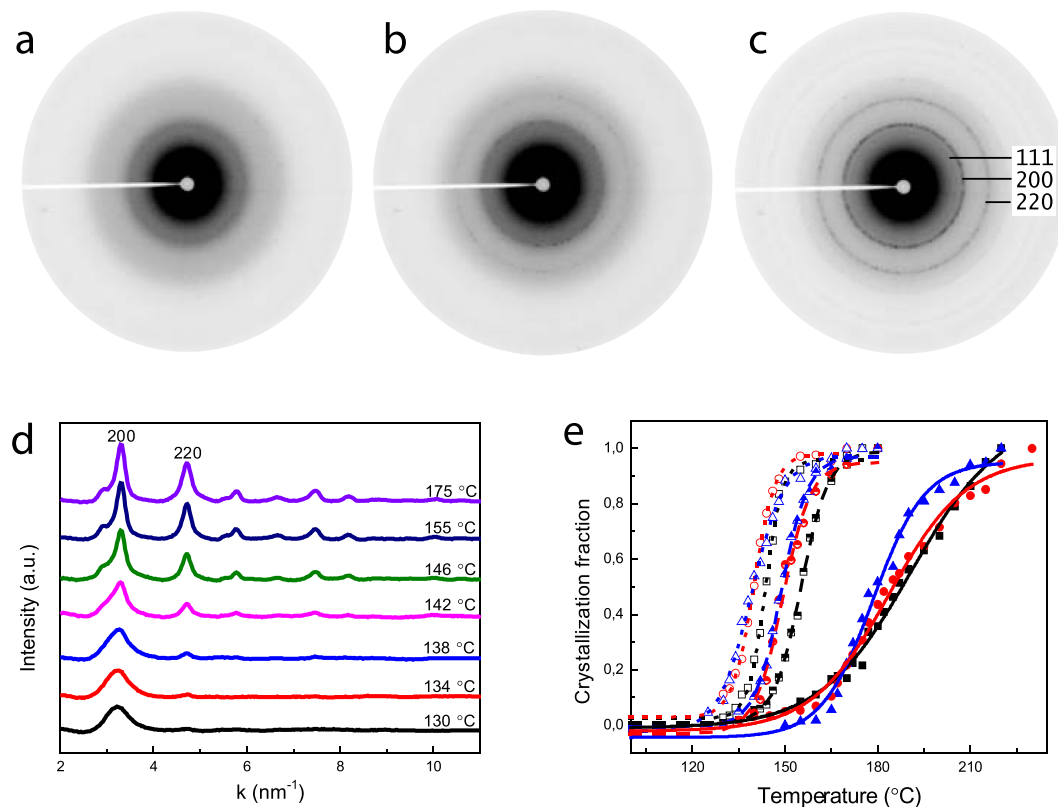 a
b
c
111
200
220
d
200
220
175 °C
155 °C
146 °C
142 °C
138 °C
134 °C
130 °C
Intensity (a.u.)
2 4 6 8 10
k (nm⁻¹)
e
1,0
0,8
0,6
0,4
0,2
0,0
Crystallization fraction
120 150 180 210
Temperature (°C)